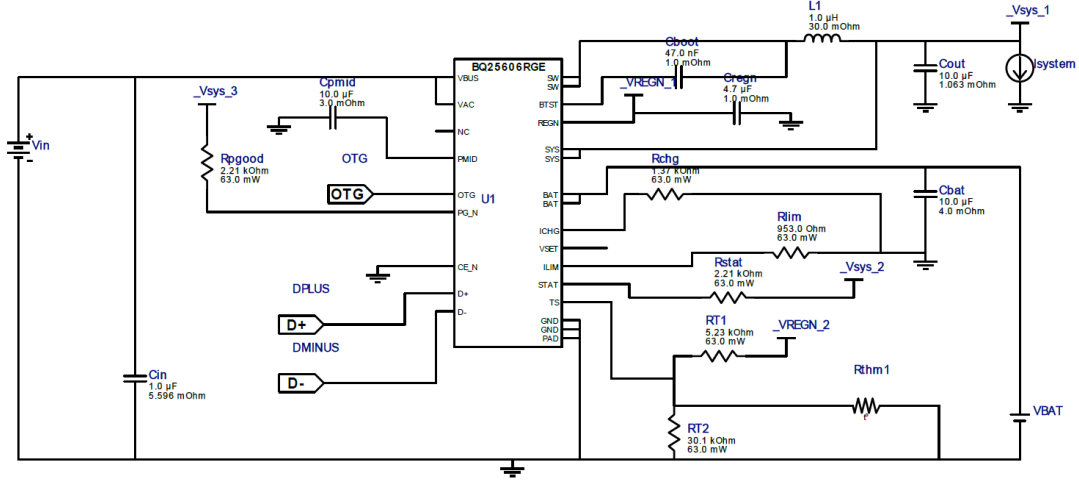 L1
1.0 µH
30.0 mOhm
_Vsys_1
BQ25606RGE
Cboot
47.0 nF
1.0 mOhm
Cpmid
10.0 µF
3.0 mOhm
_Vsys_3
_VREGN_1
Cregn
4.7 µF
1.0 mOhm
Cout
10.0 µF
1.063 mOhm
Isystem
VBUS
VAC
NC
PMID
OTG
PG_N
CE_N
D+
D-
U1
SW
SW
BTST
REGN
SYS
SYS
BAT
BAT
ICHG
VSET
ILIM
STAT
TS
GND
GND
PAD
Vin
Rpgood
2.21 kOhm
63.0 mW
OTG
OTG
Rchg
1.37 kOhm
63.0 mW
Cbat
10.0 µF
4.0 mOhm
Rlim
953.0 Ohm
63.0 mW
Rstat
2.21 kOhm
63.0 mW
_Vsys_2
DPLUS
D+
DMINUS
D-
RT1
5.23 kOhm
63.0 mW
_VREGN_2
Cin
1.0 µF
5.596 mOhm
Rthm1
t°
VBAT
RT2
30.1 kOhm
63.0 mW